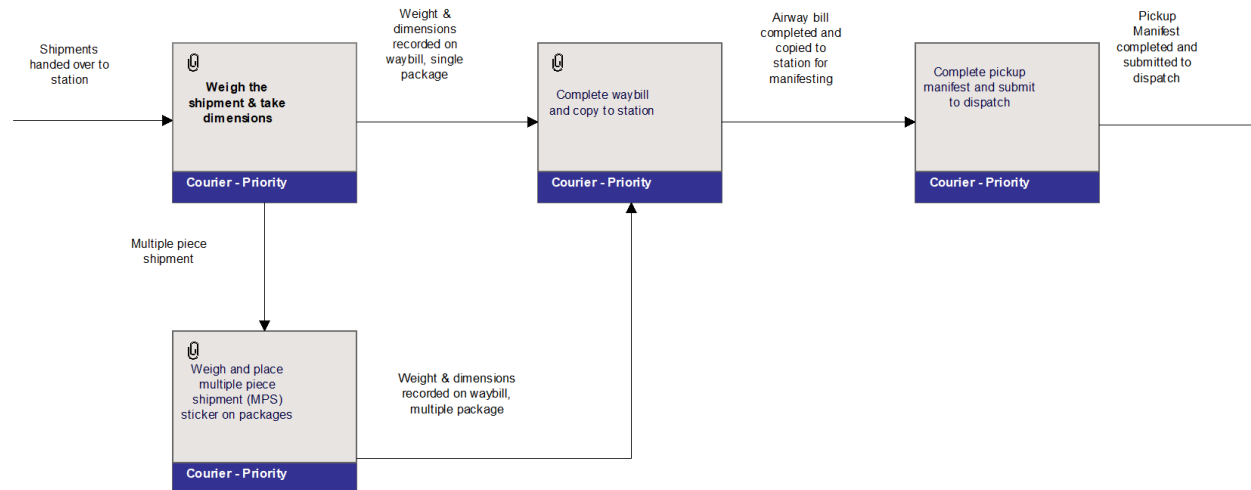 Shipments
handed over to
station
Weigh the
shipment & take
dimensions
Courier - Priority
Weight &
dimensions
recorded on
waybill, single
package
Complete waybill
and copy to station
Courier - Priority
Airway bill
completed and
copied to
station for
manifesting
Complete pickup
manifest and submit
to dispatch
Courier - Priority
Pickup
Manifest
completed and
submitted to
dispatch
Multiple piece
shipment
Weigh and place
multiple piece
shipment (MPS)
sticker on packages
Courier - Priority
Weight & dimensions
recorded on waybill,
multiple package